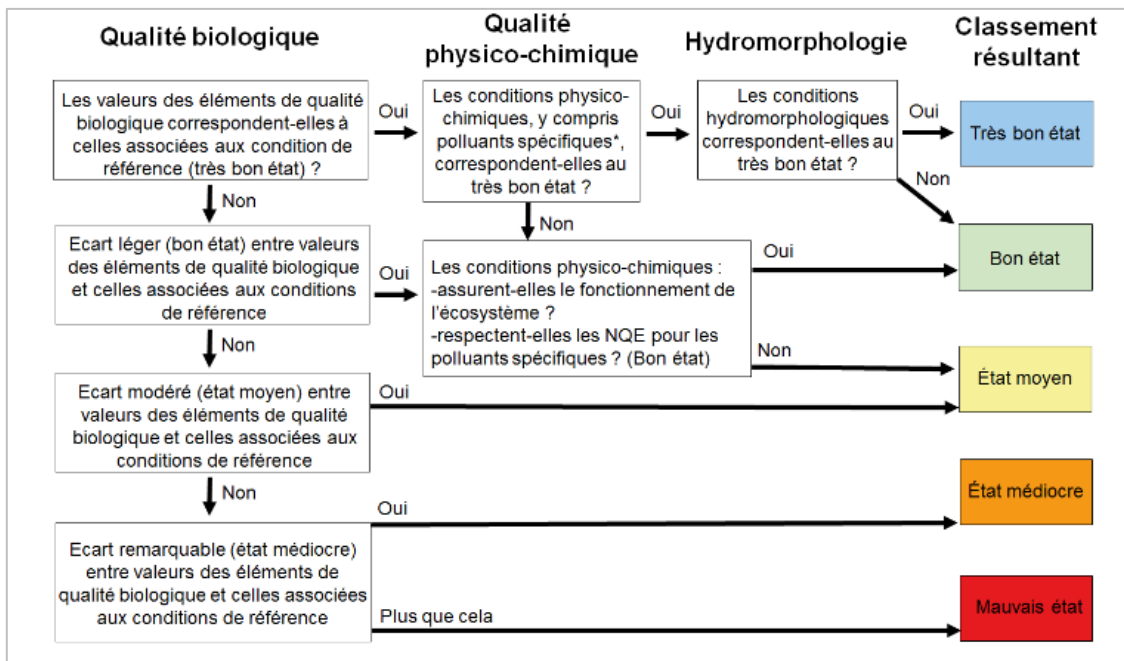 Qualité biologique
Qualité
physico-chimique
Hydromorphologie
Classement
résultant
Les valeurs des éléments de qualité
biologique correspondent-elles à
celles associées aux condition de
référence (très bon état) ?
Oui
Les conditions physico-
chimiques, y compris
polluants spécifiques*,
correspondent-elles au
très bon état ?
Oui
Les conditions
hydromorphologiques
correspondent-elles au
très bon état ?
Oui
Très bon état
Non
Non
Non
Ecart léger (bon état) entre valeurs
des éléments de qualité biologique
et celles associées aux conditions
de référence
Oui
Les conditions physico-chimiques :
-assurent-elles le fonctionnement de
l'écosystème ?
-respectent-elles les NQE pour les
polluants spécifiques ? (Bon état)
Oui
Bon état
Non
Non
État moyen
Ecart modéré (état moyen) entre
valeurs des éléments de qualité
biologique et celles associées aux
conditions de référence
Oui
Non
Oui
État médiocre
Ecart remarquable (état médiocre)
entre valeurs des éléments de
qualité biologique et celles associées
aux conditions de référence
Plus que cela
Mauvais état